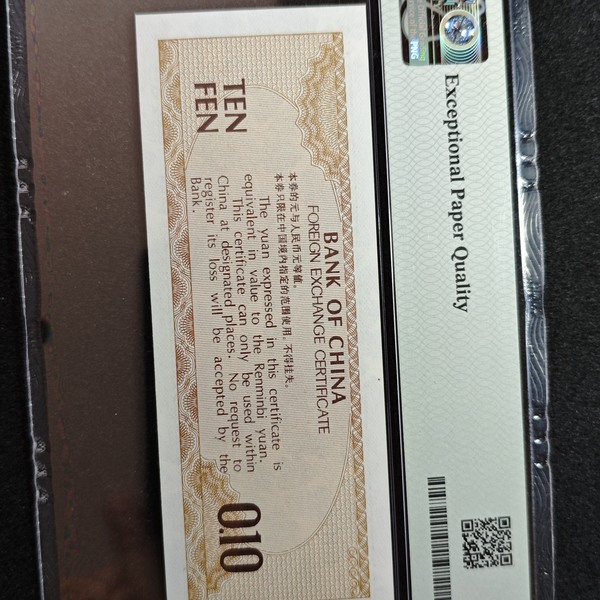 PMG
Exceptional Paper Quality
BANK OF CHINA
FOREIGN EXCHANGE CERTIFICATE
本券的元与人民币元等值。
本券只限在中国境内指定的范围使用，不得挂失。
The yuan expressed in this certificate is
equivalent in value to the Renminbi yuan.
This certificate can only be used within
China at designated places. No request to
register its loss will be accepted by the
Bank.
TEN
FEN
0.10